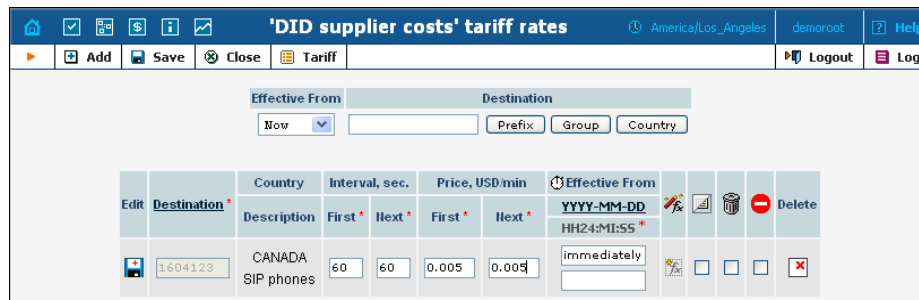 'DID supplier costs' tariff rates America/Los_Angeles demoroot ? Help
Add Save Close Tariff Logout Log
Effective From Destination
Now Prefix Group Country
Country Interval, sec. Price, USD/min Effective From
Edit Destination * Description First * Next * First * Next * YYYY-MM-DD fx Delete
HH24:MI:SS *
CANADA immediately
1604123 SIP phones 60 60 0.005 0.005 fx